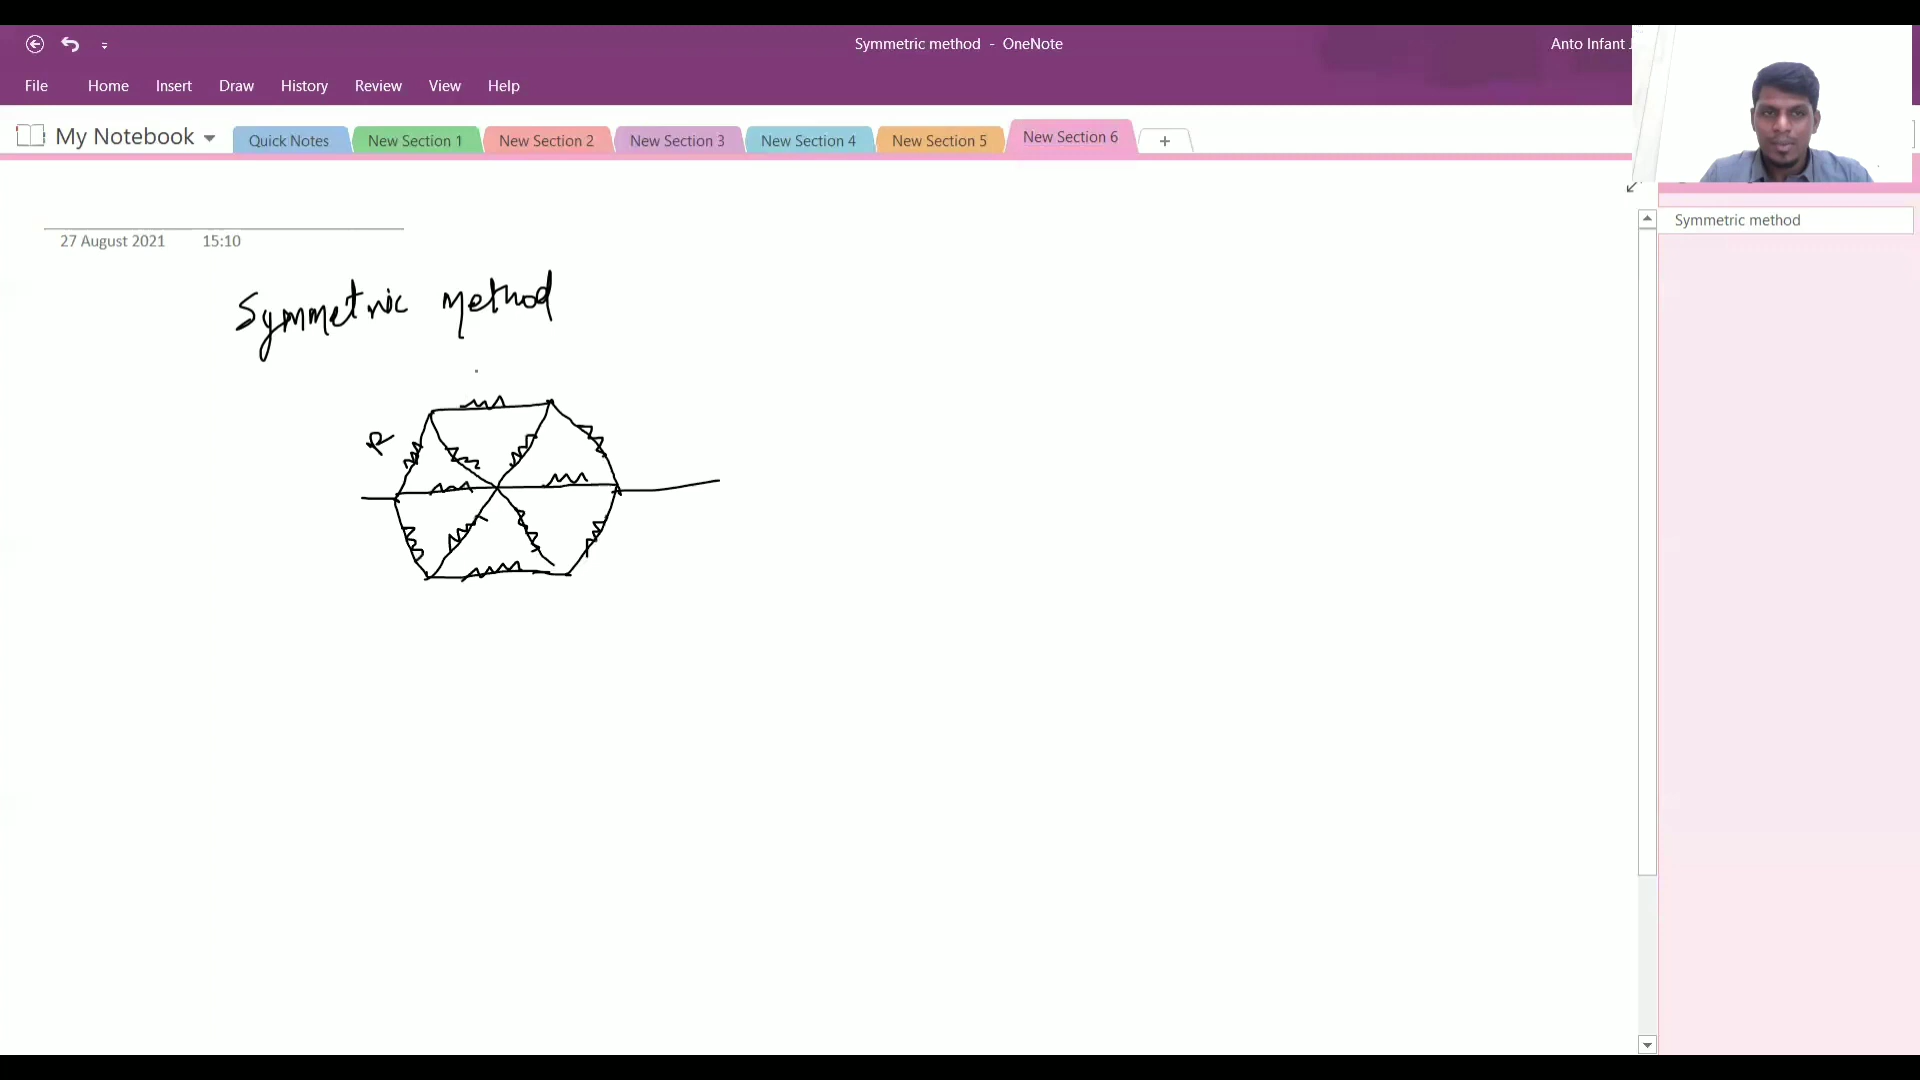 Symmetric method - OneNote
Anto Infant J
File Home Insert Draw History Review View Help
My Notebook
Quick Notes New Section 1 New Section 2 New Section 3 New Section 4 New Section 5 New Section 6 +
Symmetric method
27 August 2021 15:10
Symmetric method
R